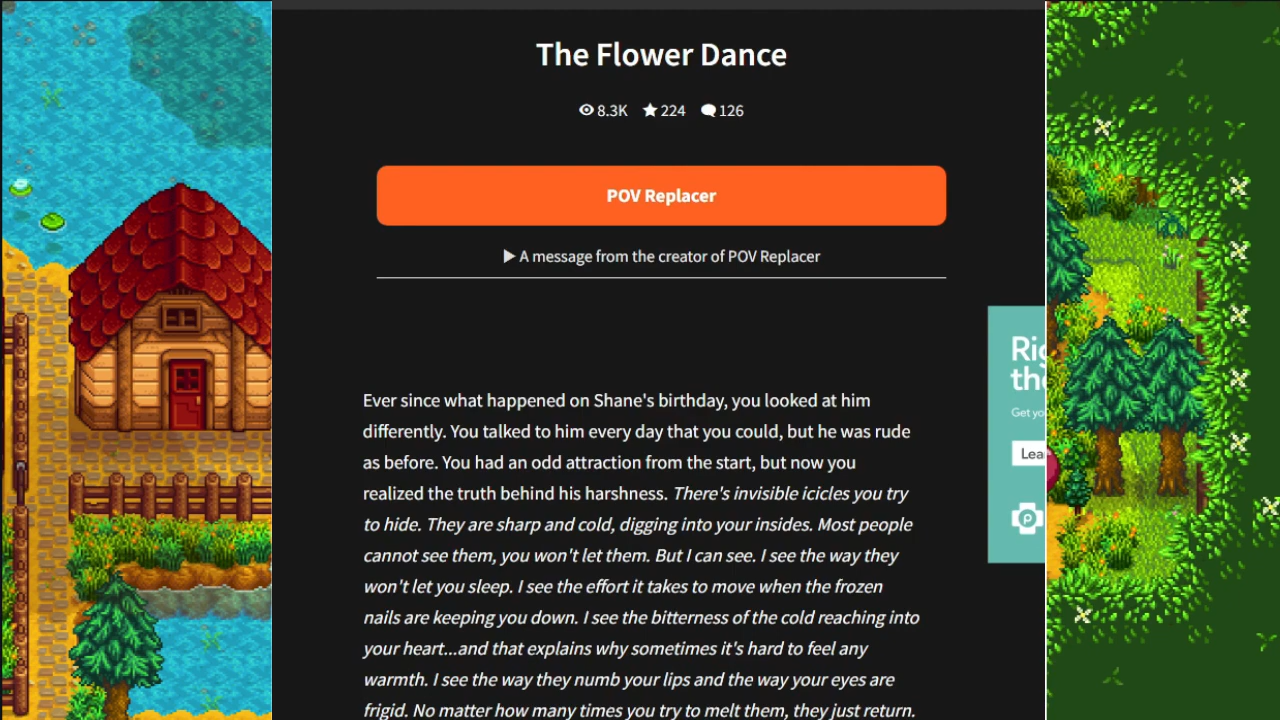 The Flower Dance
8.3K 224 126
POV Replacer
▶ A message from the creator of POV Replacer
Ever since what happened on Shane's birthday, you looked at him
differently. You talked to him every day that you could, but he was rude
as before. You had an odd attraction from the start, but now you
realized the truth behind his harshness. There's invisible icicles you try
to hide. They are sharp and cold, digging into your insides. Most people
cannot see them, you won't let them. But I can see. I see the way they
won't let you sleep. I see the effort it takes to move when the frozen
nails are keeping you down. I see the bitterness of the cold reaching into
your heart...and that explains why sometimes it's hard to feel any
warmth. I see the way they numb your lips and the way your eyes are
frigid. No matter how many times you try to melt them, they just return.
Get yo